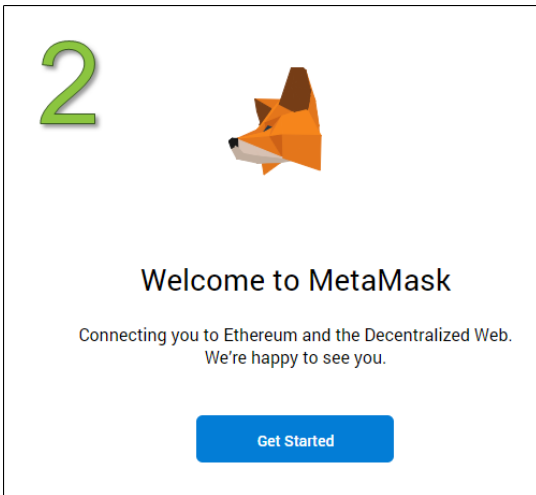 2
Welcome to MetaMask
Connecting you to Ethereum and the Decentralized Web.
We’re happy to see you.
Get Started